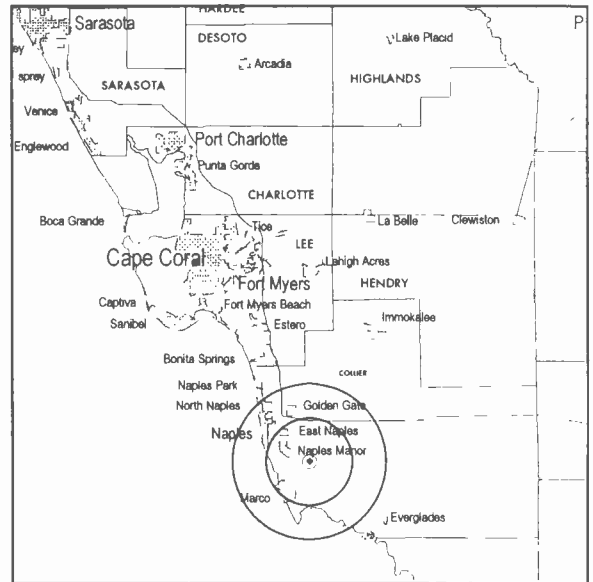 HARDEE
Sarasota
P
DESOTO
Lake Placid
ey
Arcadia
sprey
HIGHLANDS
SARASOTA
Venice
Port Charlotte
Englewood
Punta Gorda
CHARLOTTE
Boca Grande
La Belle
Clewiston
Tice
LEE
Cape Coral
Lehigh Acres
Fort Myers
HENDRY
Captiva
Fort Myers Beach
Immokalee
Sanibel
Estero
Bonita Springs
COLLIER
Naples Park
North Naples
Golden Gate
Naples
East Naples
Naples Manor
Marco
Everglades